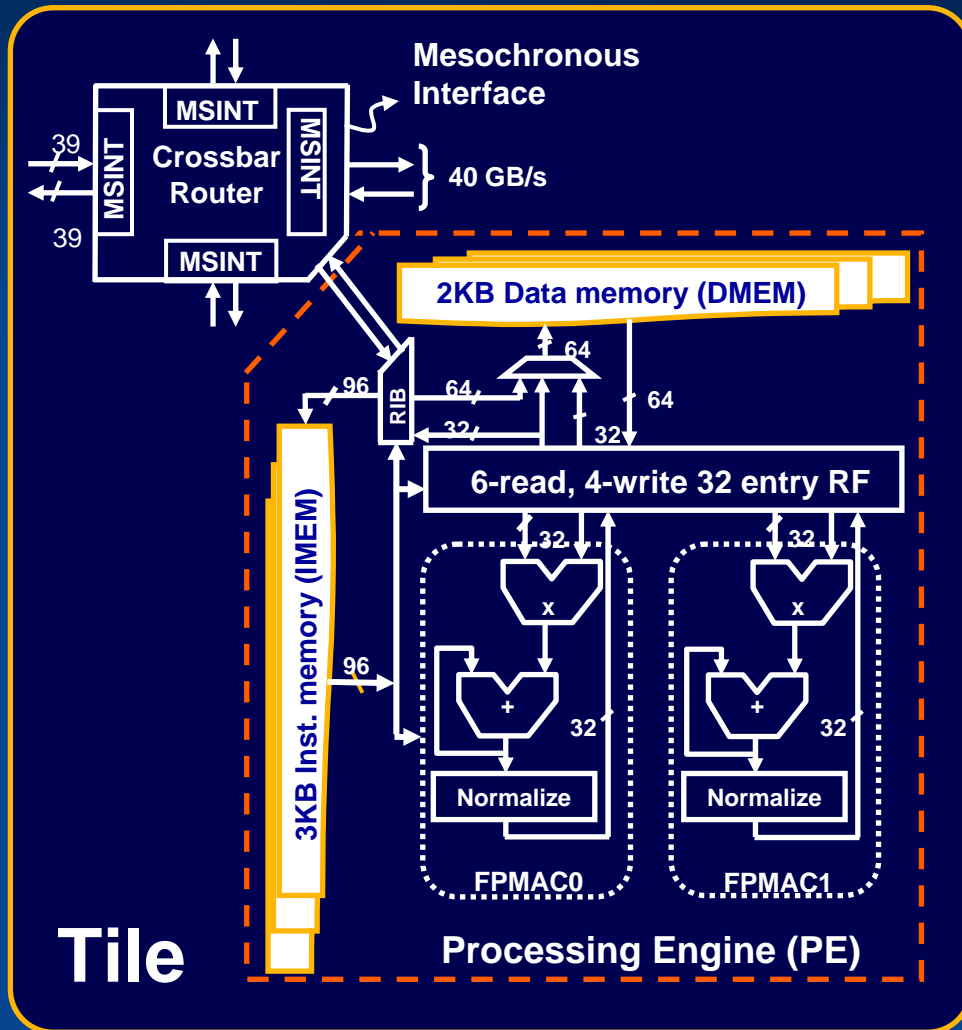 Mesochronous
Interface
MSINT
39
MSINT
Crossbar
Router
MSINT
40 GB/s
39
MSINT
2KB Data memory (DMEM)
64
96
RIB
64
64
32
32
6-read, 4-write 32 entry RF
3KB Inst. memory (IMEM)
32
32
x
x
96
+
32
+
32
Normalize
Normalize
FPMAC0
FPMAC1
Tile
Processing Engine (PE)